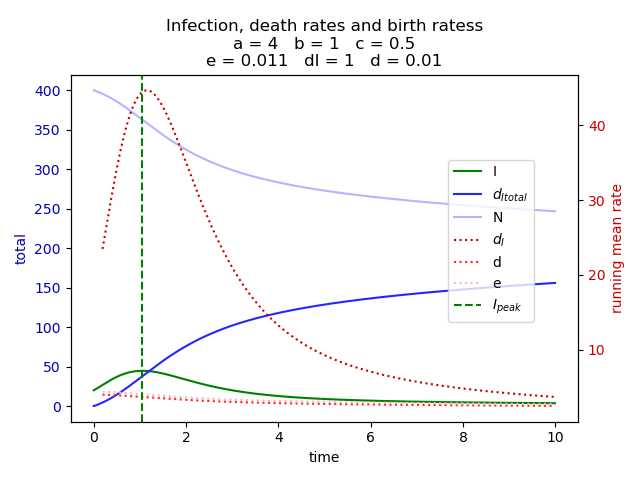 Infection, death rates and birth ratess
a = 4 b = 1 c = 0.5
e = 0.011 dI = 1 d = 0.01
total
400
350
300
250
200
150
100
50
0
40
30
20
10
running mean rate
I
d_Itotal
N
d_I
d
e
I_peak
0 2 4 6 8 10
time